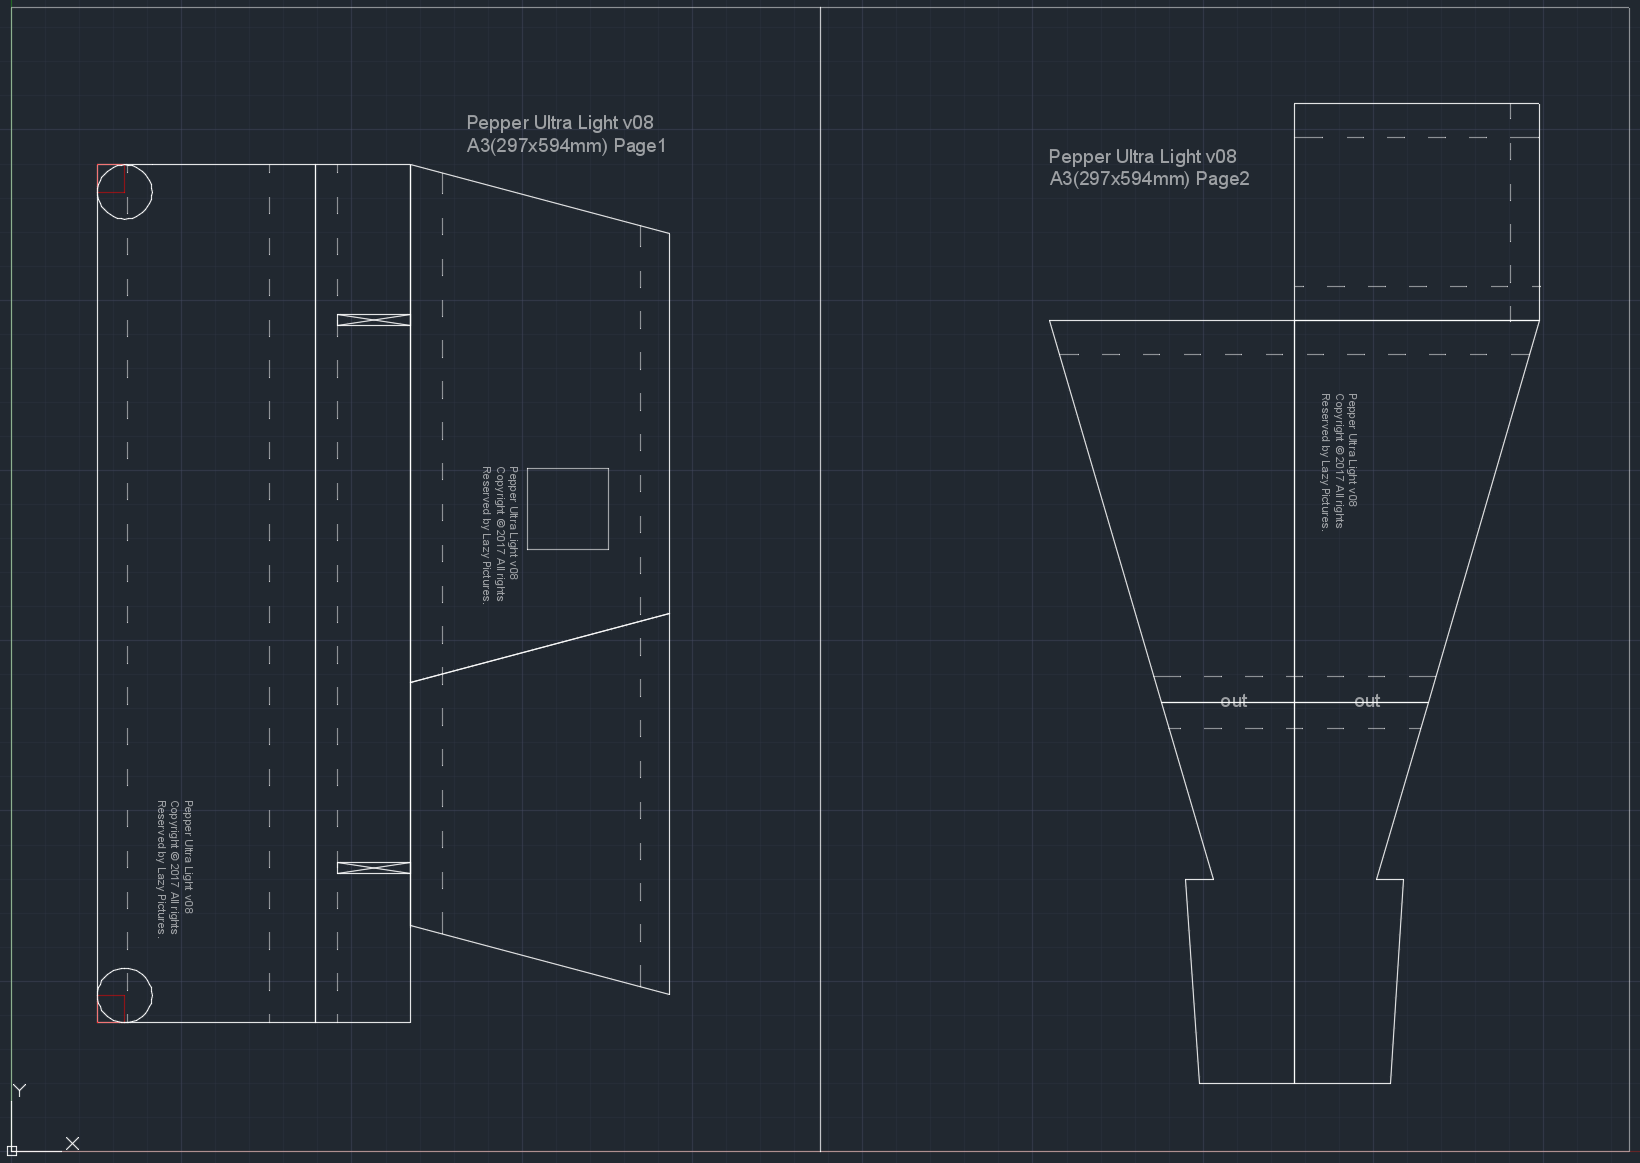 Pepper Ultra Light v08
A3(297x594mm) Page1
Pepper Ultra Light v08
Copyright © 2017 All rights
Reserved by Lazy Pictures.
Pepper Ultra Light v08
Copyright © 2017 All rights
Reserved by Lazy Pictures.
Pepper Ultra Light v08
A3(297x594mm) Page2
Pepper Ultra Light v08
Copyright © 2017 All rights
Reserved by Lazy Pictures.
out
out
Y
X